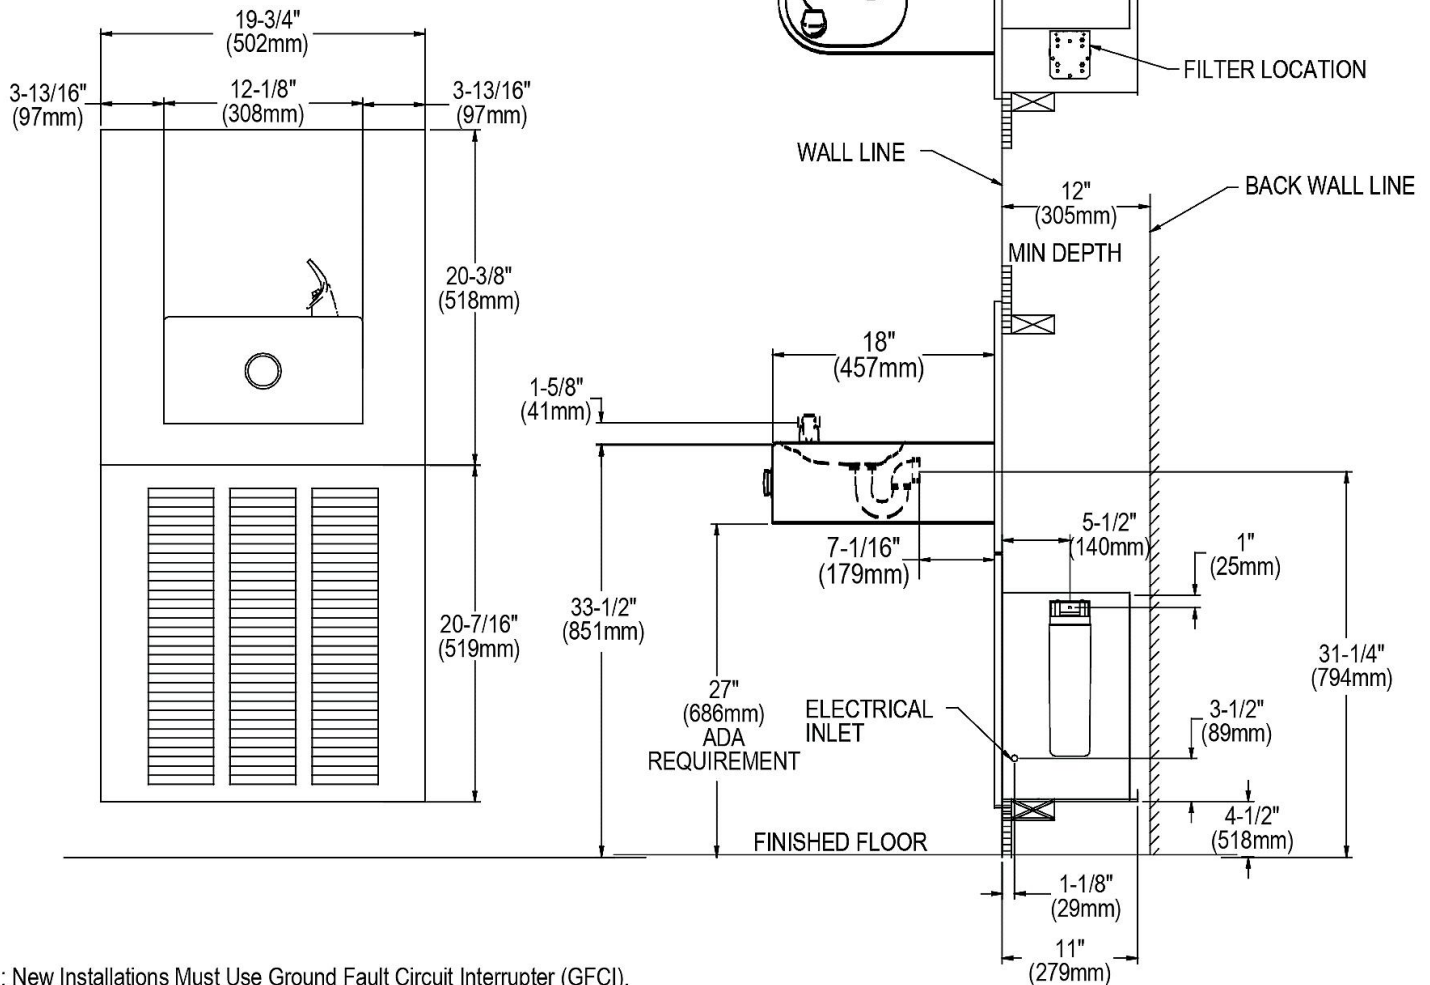 19-3/4"
(502mm)
3-13/16"
(97mm)
12-1/8"
(308mm)
3-13/16"
(97mm)
20-3/8"
(518mm)
20-7/16"
(519mm)
FILTER LOCATION
WALL LINE
BACK WALL LINE
12"
(305mm)
MIN DEPTH
18"
(457mm)
1-5/8"
(41mm)
7-1/16"
(179mm)
5-1/2"
(140mm)
1"
(25mm)
33-1/2"
(851mm)
27"
(686mm)
ADA
REQUIREMENT
ELECTRICAL
INLET
31-1/4"
(794mm)
3-1/2"
(89mm)
4-1/2"
(518mm)
FINISHED FLOOR
1-1/8"
(29mm)
11"
(279mm)
: New Installations Must Use Ground Fault Circuit Interrupter (GFCI).